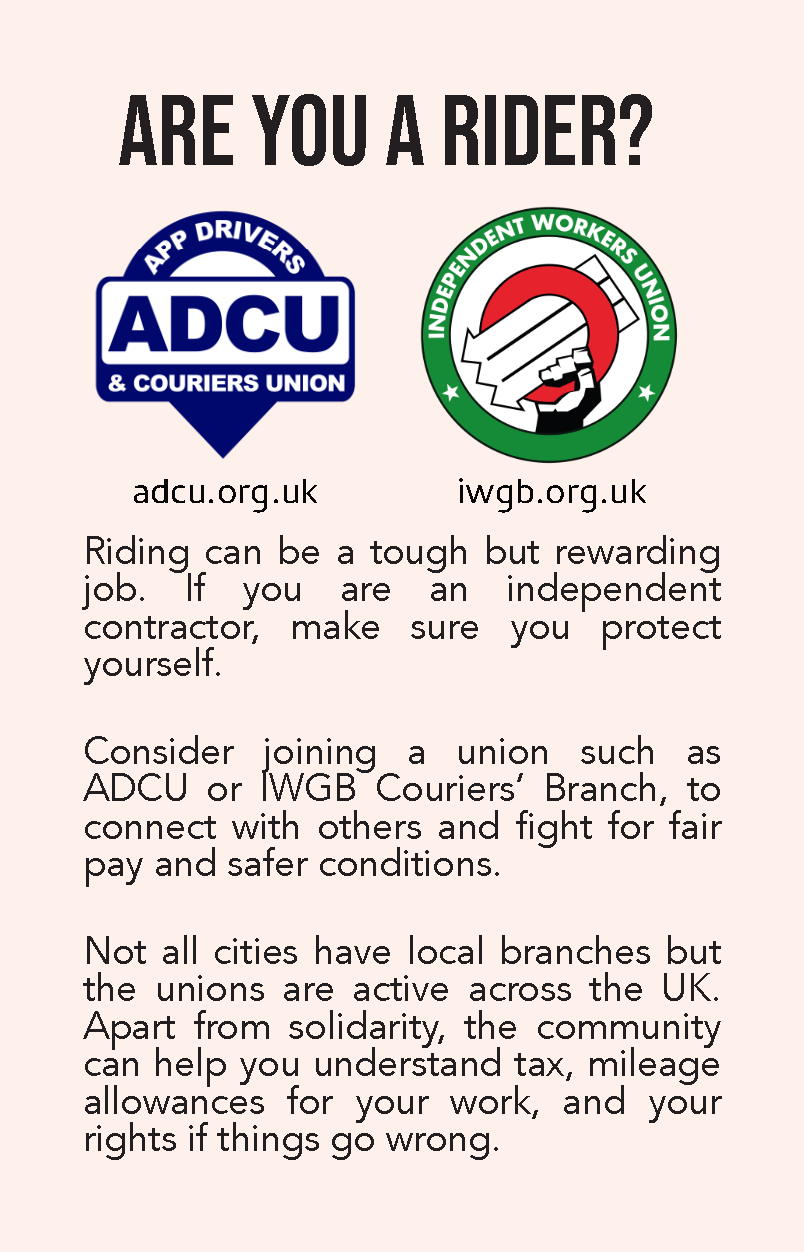 ARE YOU A RIDER?
APP DRIVERS
ADCU
& COURIERS UNION
INDEPENDENT WORKERS UNION
adcu.org.uk
iwgb.org.uk
Riding can be a tough but rewarding
job. If you are an independent
contractor, make sure you protect
yourself.
Consider joining a union such as
ADCU or IWGB Couriers’ Branch, to
connect with others and fight for fair
pay and safer conditions.
Not all cities have local branches but
the unions are active across the UK.
Apart from solidarity, the community
can help you understand tax, mileage
allowances for your work, and your
rights if things go wrong.